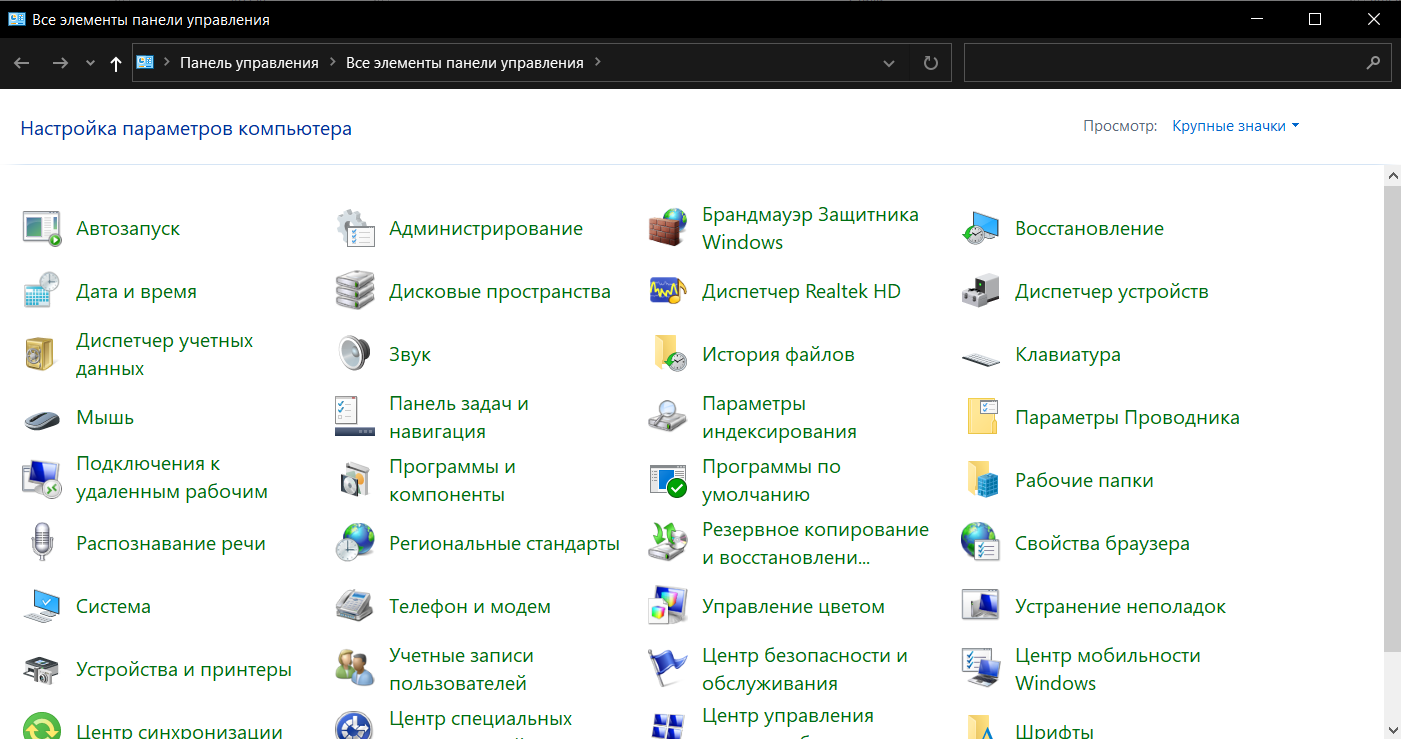 Все элементы панели управления
Панель управления
Все элементы панели управления
Настройка параметров компьютера
Просмотр:
Крупные значки
Автозапуск
Администрирование
Брандмауэр Защитника
Windows
Восстановление
Дата и время
Дисковые пространства
Диспетчер Realtek HD
Диспетчер устройств
Диспетчер учетных
данных
Звук
История файлов
Клавиатура
Мышь
Панель задач и
навигация
Параметры
индексирования
Параметры Проводника
Подключения к
удаленным рабочим
Программы и
компоненты
Программы по
умолчанию
Рабочие папки
Распознавание речи
Региональные стандарты
Резервное копирование
и восстановлени...
Свойства браузера
Система
Телефон и модем
Управление цветом
Устранение неполадок
Устройства и принтеры
Учетные записи
пользователей
Центр безопасности и
обслуживания
Центр мобильности
Windows
Центр синхронизации
Центр специальных
Центр управления
Шрифты